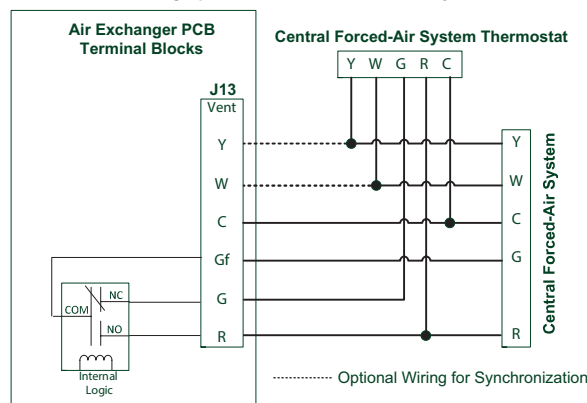 Air Exchanger PCB
Terminal Blocks
Central Forced-Air System Thermostat
Y W G R C
J13
Vent
Y
W
C
Gf
G
R
Y
W
C
G
R
Central Forced-Air System
COM
NC
NO
Internal
Logic
Optional Wiring for Synchronization